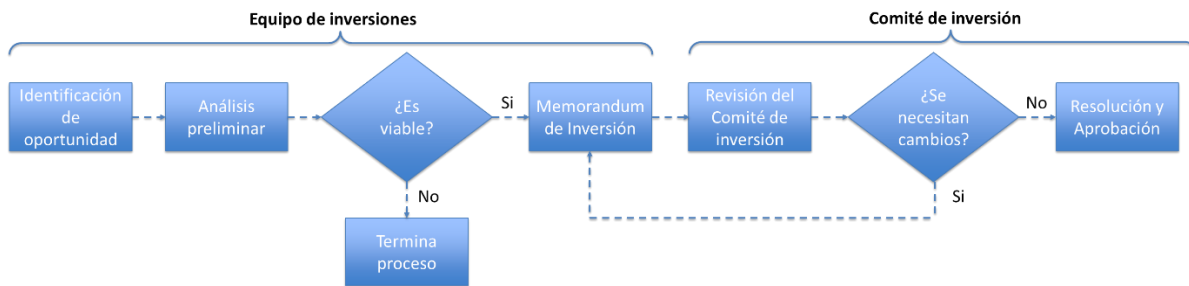 Equipo de inversiones
Comité de inversión
Identificación
de
oportunidad
Análisis
preliminar
¿Es
viable?
Si
Memorandum
de Inversión
Revisión del
Comité de
inversión
¿Se
necesitan
cambios?
No
Resolución y
Aprobación
No
Si
Termina
proceso